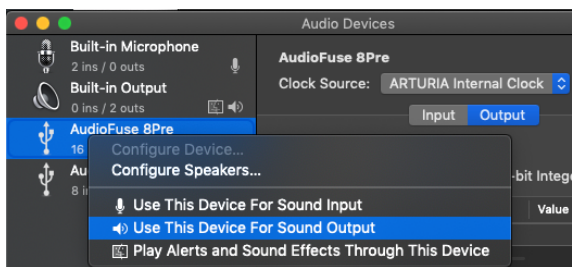 Audio Devices
Built-in Microphone
2 ins / 0 outs
Built-in Output
0 ins / 2 outs
AudioFuse 8Pre
16
Au
8 i
AudioFuse 8Pre
Clock Source: ARTURIA Internal Clock
Input Output
-bit Intege
Value
Configure Device...
Configure Speakers...
Use This Device For Sound Input
Use This Device For Sound Output
Play Alerts and Sound Effects Through This Device